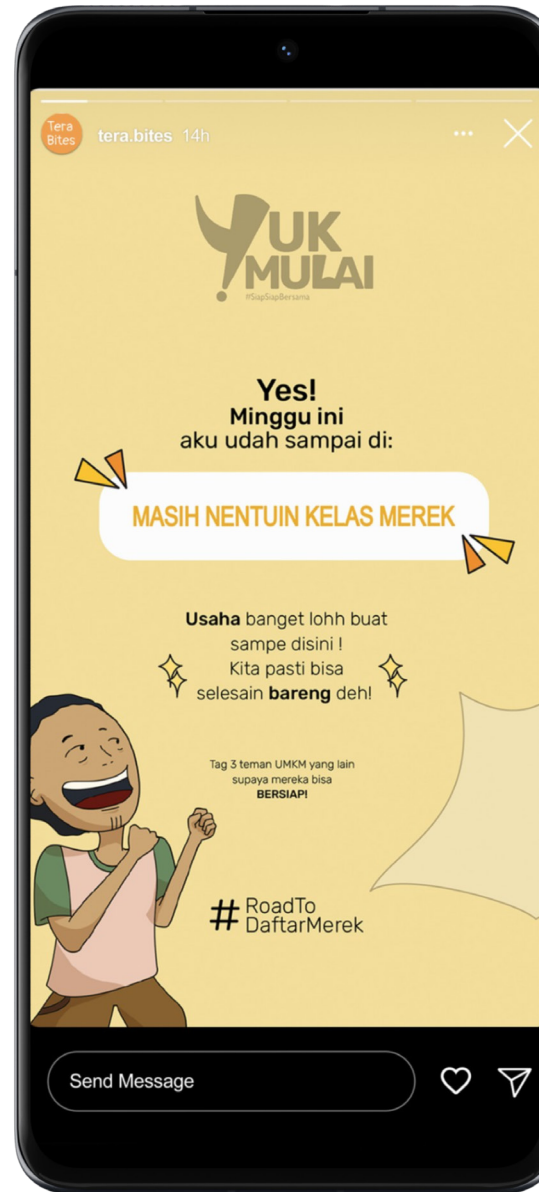 Tera
Bites
tera.bites 14h
YUK
MULAI
#SiapSiapBersama
Yes!
Minggu ini
aku udah sampai di:
MASIH NENTUIN KELAS MEREK
Usaha banget lohh buat
sampe disini !
Kita pasti bisa
selesain bareng deh!
Tag 3 teman UMKM yang lain
supaya mereka bisa
BERSIAP!
# RoadTo
DaftarMerek
Send Message